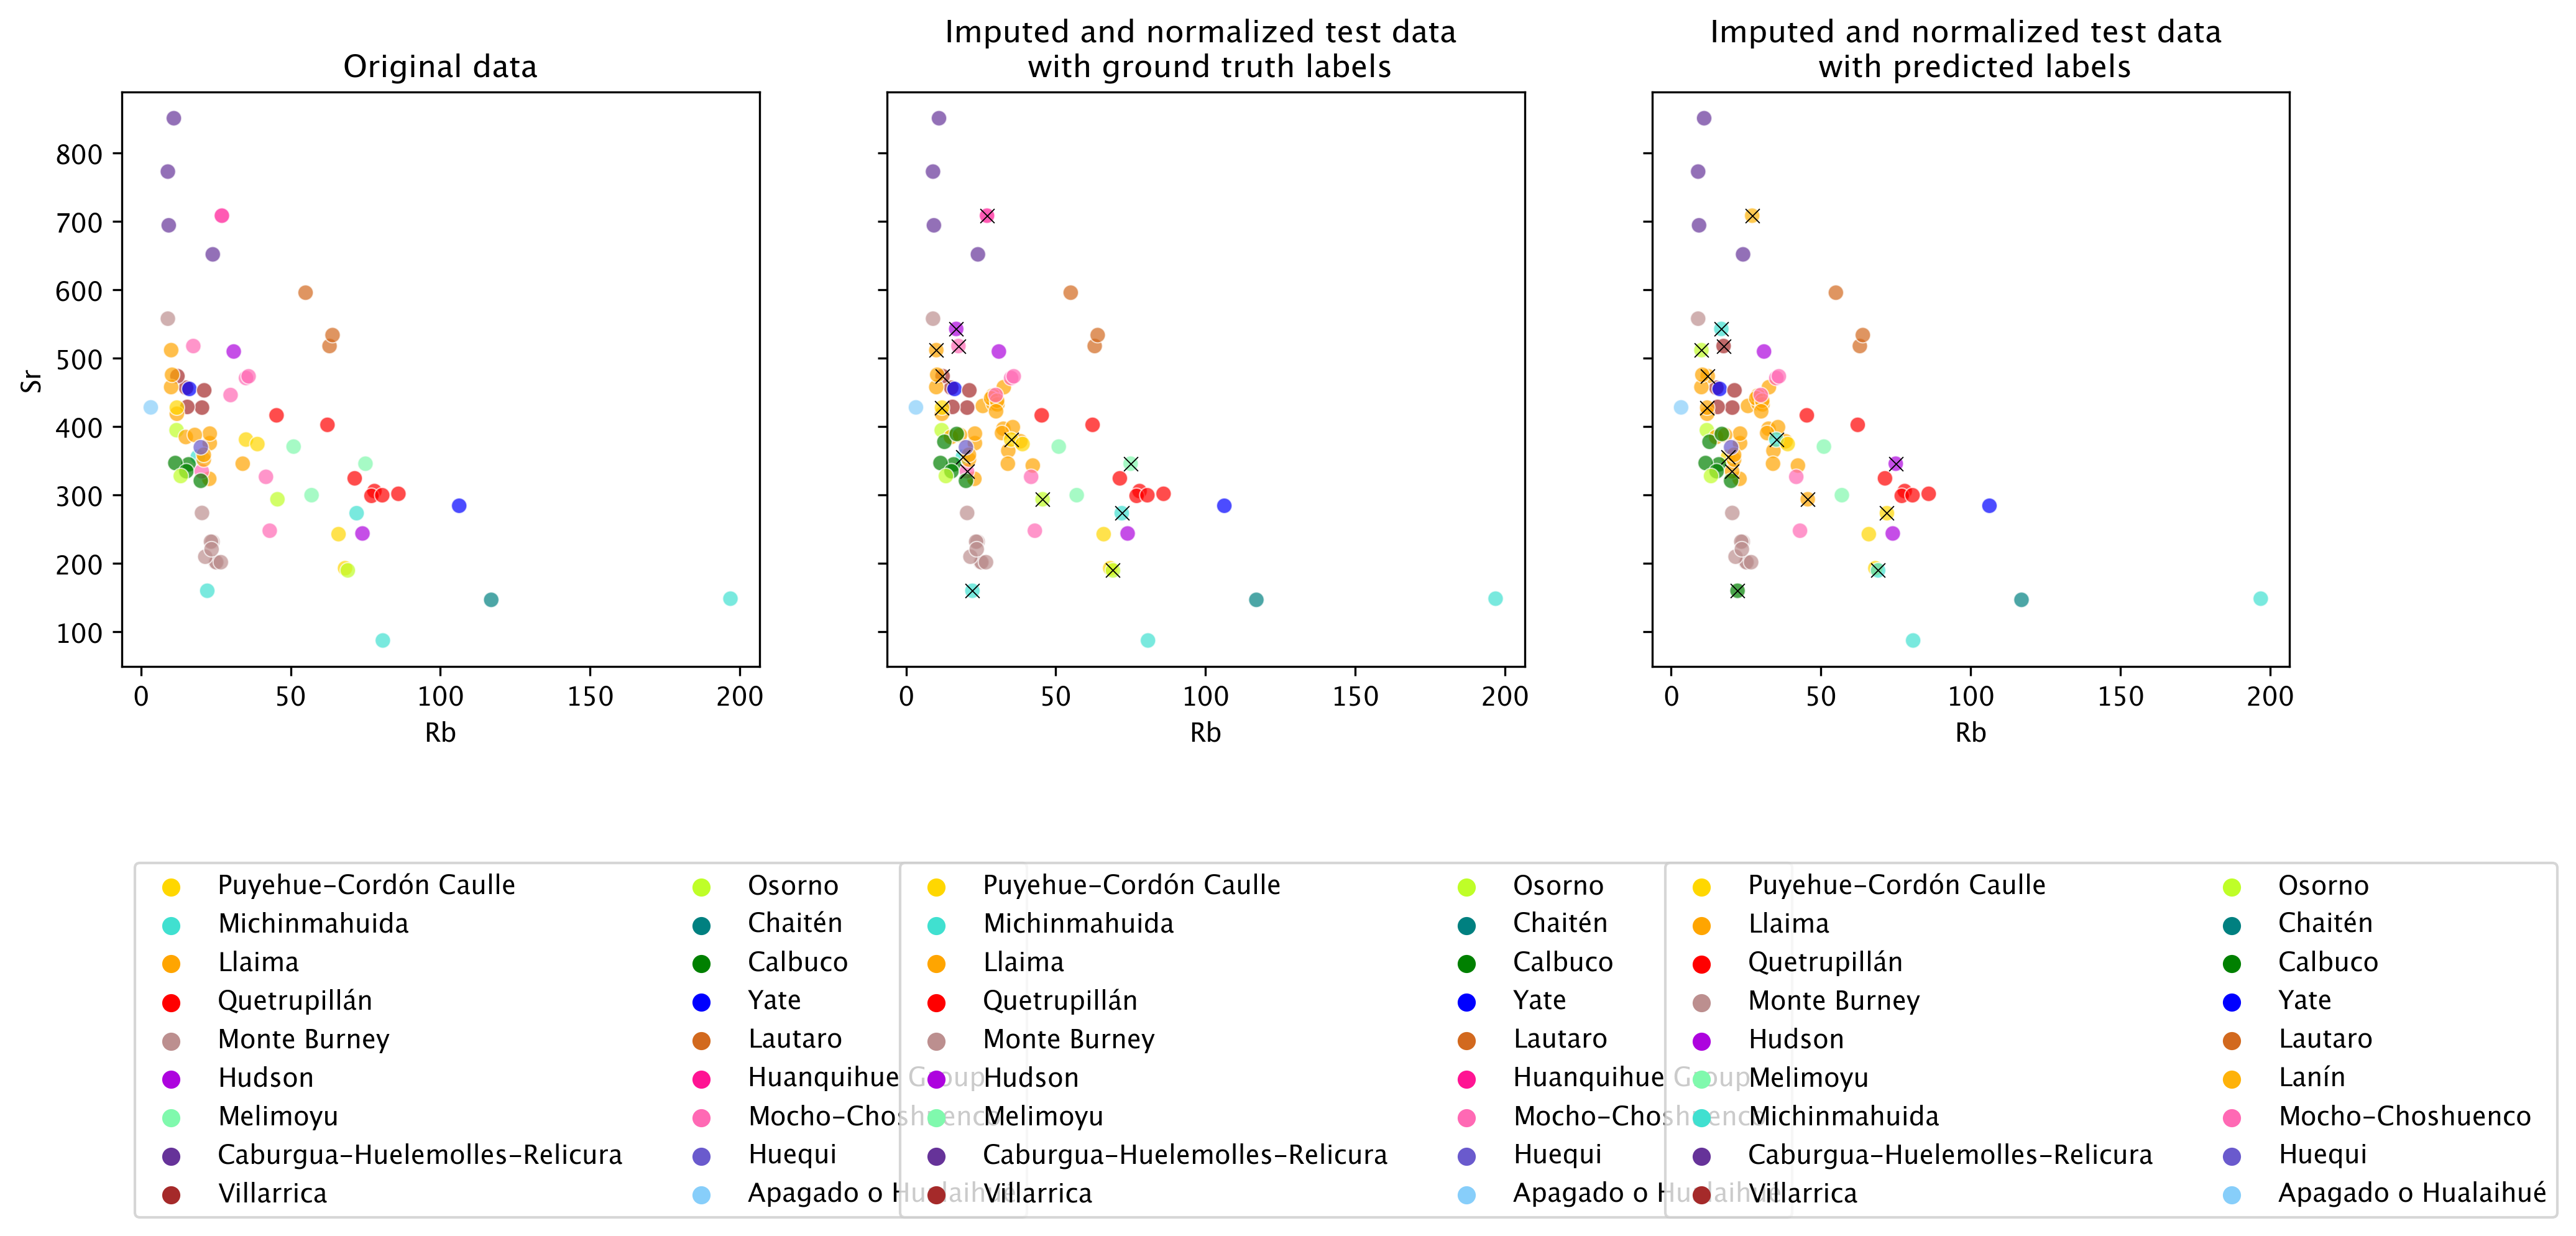 Original data
Imputed and normalized test data
with ground truth labels
Imputed and normalized test data
with predicted labels
Sr
800
700
600
500
400
300
200
100
0 50 100 150 200
Rb
0 50 100 150 200
Rb
0 50 100 150 200
Rb
Puyehue-Cordón Caulle
Michinmahuida
Llaima
Quetrupillán
Monte Burney
Hudson
Melimoyu
Caburgua-Huelemolles-Relicura
Villarrica
Osorno
Chaitén
Calbuco
Yate
Lautaro
Huanquihue Group
Mocho-Choshuenco
Huequi
Apagado o Hualaihué
Puyehue-Cordón Caulle
Michinmahuida
Llaima
Quetrupillán
Monte Burney
Hudson
Melimoyu
Caburgua-Huelemolles-Relicura
Villarrica
Osorno
Chaitén
Calbuco
Yate
Lautaro
Huanquihue Group
Mocho-Choshuenco
Huequi
Apagado o Hualaihué
Puyehue-Cordón Caulle
Llaima
Quetrupillán
Monte Burney
Hudson
Melimoyu
Michinmahuida
Caburgua-Huelemolles-Relicura
Villarrica
Osorno
Chaitén
Calbuco
Yate
Lautaro
Lanín
Mocho-Choshuenco
Huequi
Apagado o Hualaihué